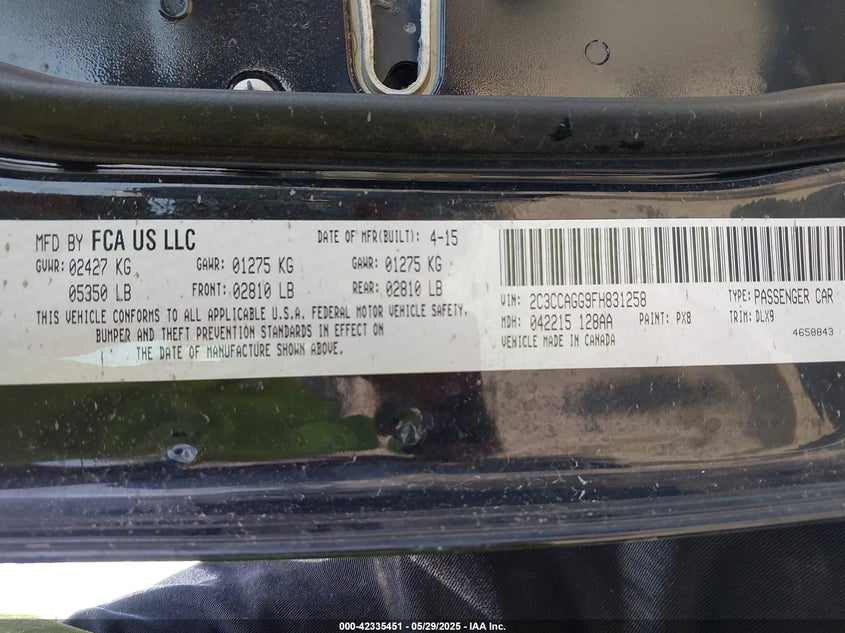 MFD BY FCA US LLC DATE OF MFR(BUILT): 4-15
GVWR: 02427 KG GAWR: 01275 KG GAWR: 01275 KG
05350 LB FRONT: 02810 LB REAR: 02810 LB
THIS VEHICLE CONFORMS TO ALL APPLICABLE U.S.A. FEDERAL MOTOR VEHICLE SAFETY,
BUMPER AND THEFT PREVENTION STANDARDS IN EFFECT ON
THE DATE OF MANUFACTURE SHOWN ABOVE.
VIN: 2C3CCAGG9FH831258 TYPE: PASSENGER CAR
MDH: 042215 128AA PAINT: PX8 TRIM: DLX9
VEHICLE MADE IN CANADA 4658843
000-42335451 - 05/29/2025 - IAA Inc.